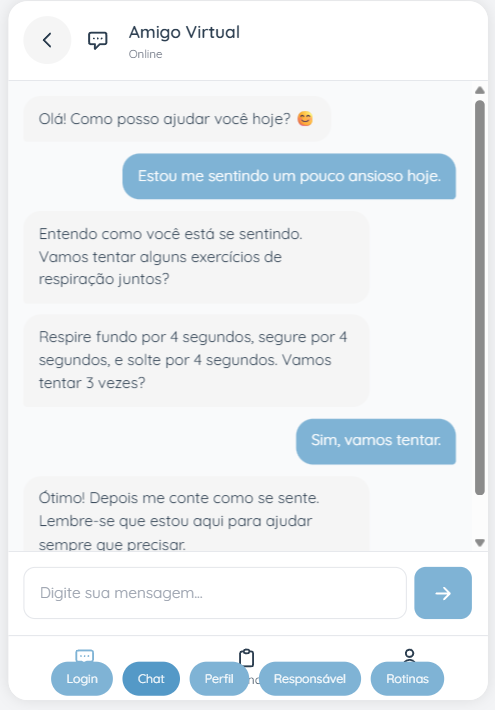 Amigo Virtual
Online
Olá! Como posso ajudar você hoje? 😊
Estou me sentindo um pouco ansioso hoje.
Entendo como você está se sentindo.
Vamos tentar alguns exercícios de
respiração juntos?
Respire fundo por 4 segundos, segure por 4
segundos, e solte por 4 segundos. Vamos
tentar 3 vezes?
Sim, vamos tentar.
Ótimo! Depois me conte como se sente.
Lembre-se que estou aqui para ajudar
sempre que precisar.
Digite sua mensagem...
Login Chat Perfil Responsável Rotinas